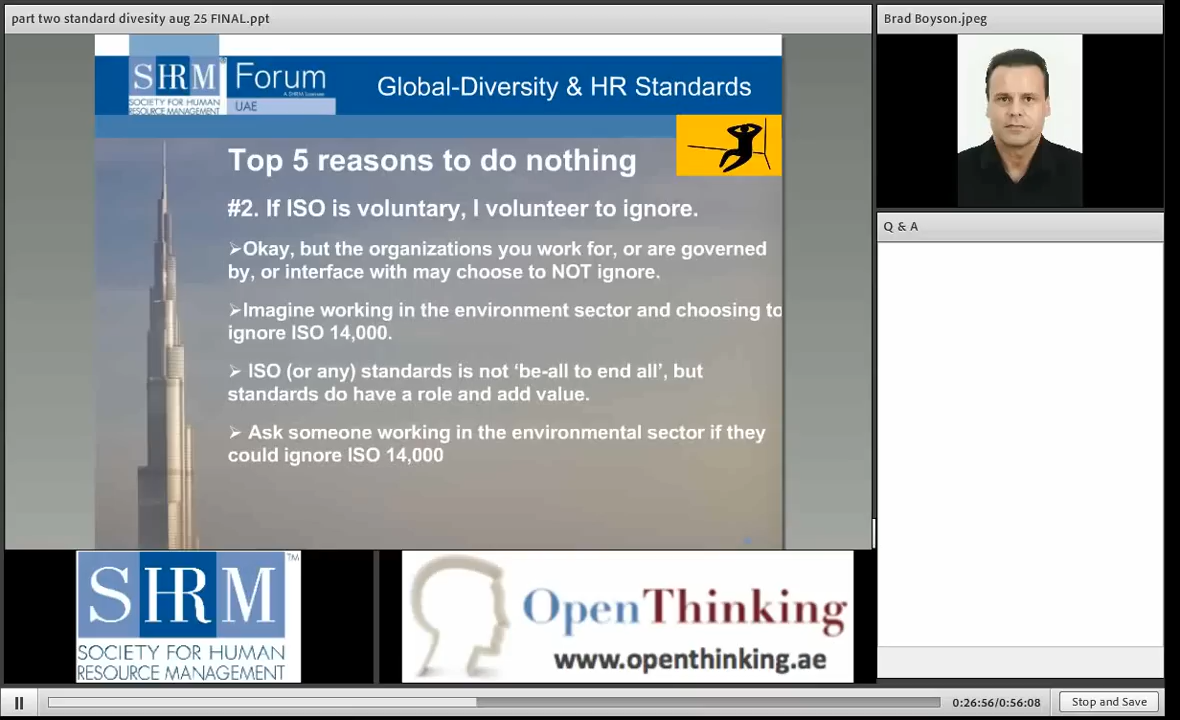 part two standard divesity aug 25 FINAL.ppt
Brad Boyson.jpeg
SHRM Forum
SOCIETY FOR HUMAN
RESOURCE MANAGEMENT
UAE
Global-Diversity & HR Standards
Top 5 reasons to do nothing
#2. If ISO is voluntary, I volunteer to ignore.
➢Okay, but the organizations you work for, or are governed
by, or interface with may choose to NOT ignore.
➢Imagine working in the environment sector and choosing to
ignore ISO 14,000.
➢ ISO (or any) standards is not ‘be-all to end all’, but
standards do have a role and add value.
➢ Ask someone working in the environmental sector if they
could ignore ISO 14,000
Q & A
SHRM™
SOCIETY FOR HUMAN
RESOURCE MANAGEMENT
OpenThinking
www.openthinking.ae
0:26:56/0:56:08
Stop and Save